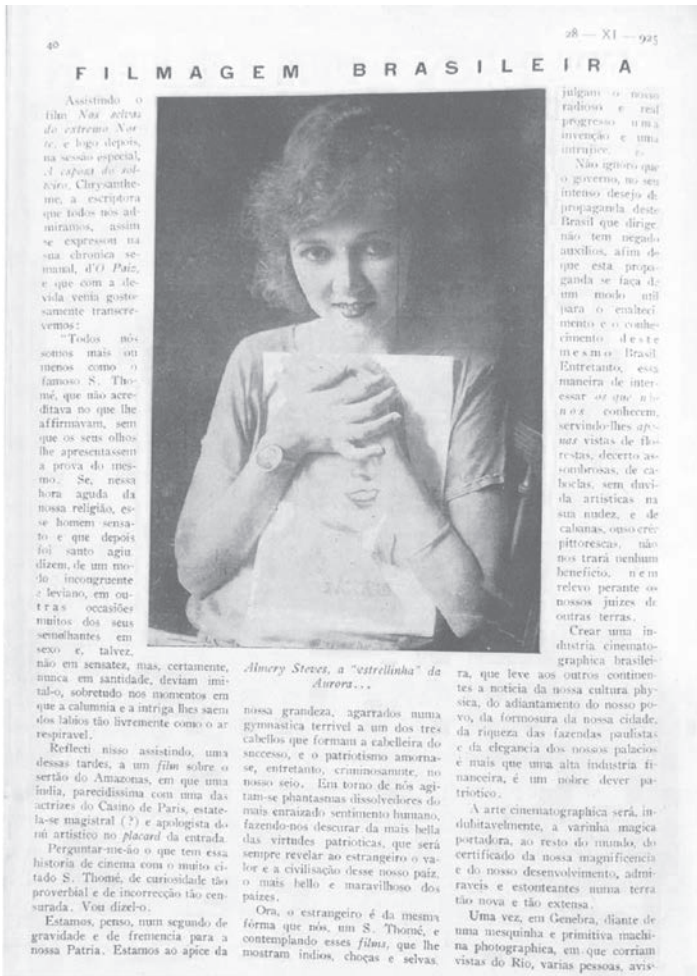 40
28 — XI — 925
FILMAGEM BRASILEIRA
Assistindo o
film Nas selvas
do extremo Nor-
te, e logo depois,
na sessão especial,
A esposa do sol-
teiro, Chrysanthe-
me, a escriptora
que todos nós ad-
miramos, assim
se expressou na
sua chronica se-
manal, d'O Paiz,
e que com a de-
vida venia gosto-
samente transcre-
vemos:
"Todos nós
somos mais ou
menos como o
famoso S. Tho-
mé, que não acre-
ditava no que lhe
affirmavam, sem
que os seus olhos
lhe apresentassem
a prova do mes-
mo. Se, nessa
hora aguda da
nossa religião, es-
se homem sensa-
to e que depois
foi santo agiu,
dizem, de um mo-
do incongruente
e leviano, em ou-
tras occasiões
muitos dos seus
semelhantes em
sexo e, talvez,
não em sensatez, mas, certamente,
nunca em santidade, deviam imi-
tal-o, sobretudo nos momentos em
que a calumnia e a intriga lhes saem
dos labios tão livremente como o ar
respiravel.
Reflecti nisso assistindo, uma
dessas tardes, a um film sobre o
sertão do Amazonas, em que uma
india, parecidissima com uma das
actrizes do Casino de Paris, estate-
la-se magistral (?) e apologista do
nú artistico no placard da entrada.
Perguntar-me-ão o que tem essa
historia de cinema com o muito ci-
tado S. Thomé, de curiosidade tão
proverbial e de incorrecção tão cen-
surada. Vou dizel-o.
Estamos, penso, num segundo de
gravidade e de fremencia para a
nossa Patria. Estamos ao apice da
Almery Steves, a "estrellinha" da
Aurora...
nossa grandeza, agarrados numa
gymnastica terrivel a um dos tres
cabellos que formam a cabelleira do
successo, e o patriotismo amorna-
se, entretanto, criminosamnte, no
nosso seio. Em torno de nós agi-
tam-se phantasmas dissolvedores do
mais enraizado sentimento humano,
fazendo-nos descurar da mais bella
das virtudes patrioticas, que será
sempre revelar ao estrangeiro o va-
lor e a civilisação desse nosso paiz,
o mais bello e maravilhoso dos
paizes.
Ora, o estrangeiro é da mesma
fórma que nós, um S. Thomé, e
contemplando esses films, que lhe
mostram indios, choças e selvas,
julgam o nosso
radioso e real
progresso uma
invenção e uma
intrujice.
Não ignoro que
o governo, no seu
intenso desejo de
propaganda deste
Brasil que dirige,
não tem negado
auxilios, afim de
que esta propa-
ganda se faça de
um modo util
para o enalteci-
mento e o conhe-
cimento deste
mesmo Brasil.
Entretanto, essa
maneira de inter-
essar os que não
nos conhecem,
servindo-lhes ape-
nas vistas de flo-
restas, decerto as-
sombrosas, de ca-
boclas, sem duvi-
da artisticas na
sua nudez, e de
cabanas, ouso crêr
pittorescas, não
nos trará nenhum
beneficio, nem
relevo perante os
nossos juizes de
outras terras.
Crear uma in-
dustria cinemato-
graphica brasilei-
ra, que leve aos outros continen-
tes a noticia da nossa cultura phy-
sica, do adiantamento do nosso po-
vo, da formosura da nossa cidade,
da riqueza das fazendas paulistas
e da elegancia dos nossos palacios
é mais que uma alta industria fi-
nanceira, é um nobre dever pa-
triotico.
A arte cinematographica será, in-
dubitavelmente, a varinha magica
portadora, ao resto do mundo, do
certificado da nossa magnificencia
e do nosso desenvolvimento, admi-
raveis e estonteantes numa terra
tão nova e tão extensa.
Uma vez, em Genebra, diante de
uma mesquinha e primitiva machi-
na photographica, em que corriam
vistas do Rio, varias pessoas, avis-